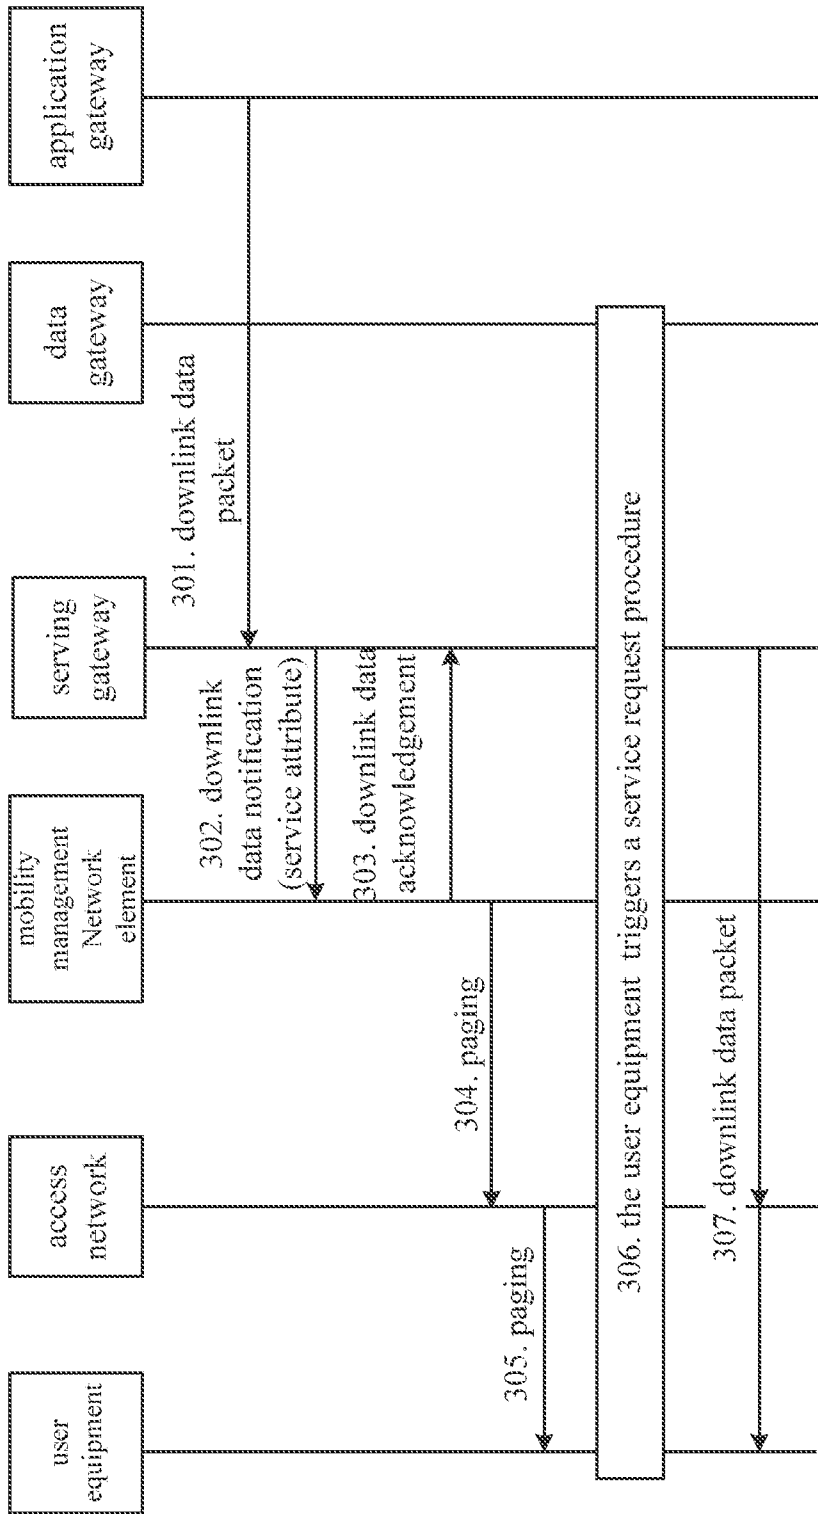 user
equipment
access
network
mobility
management
Network
element
serving
gateway
data
gateway
application
gateway
301. downlink data
packet
302. downlink
data notification
(service attribute)
303. downlink data
acknowledgement
304. paging
305. paging
306. the user equipment triggers a service request procedure
307. downlink data packet